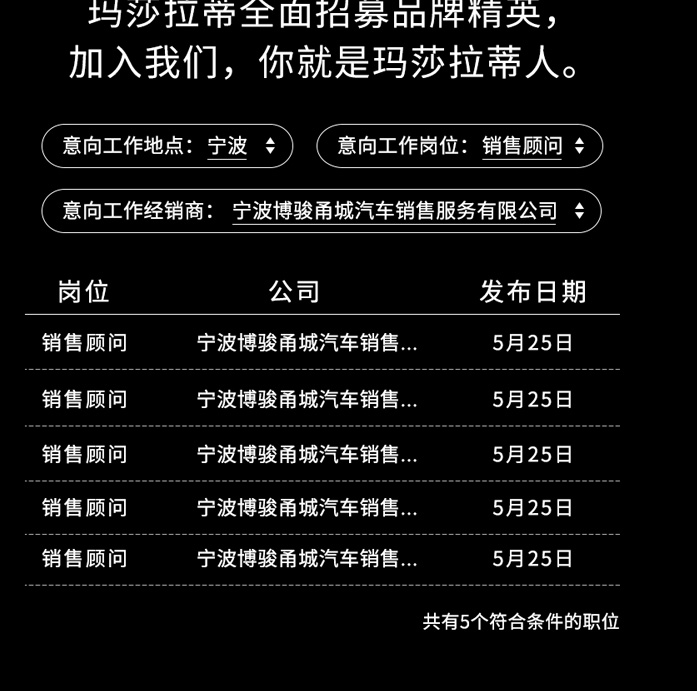 玛莎拉蒂全面招募品牌精英，
加入我们，你就是玛莎拉蒂人。
意向工作地点：宁波 意向工作岗位：销售顾问
意向工作经销商：宁波博骏甬城汽车销售服务有限公司
岗位 公司 发布日期
销售顾问 宁波博骏甬城汽车销售... 5月25日
销售顾问 宁波博骏甬城汽车销售... 5月25日
销售顾问 宁波博骏甬城汽车销售... 5月25日
销售顾问 宁波博骏甬城汽车销售... 5月25日
销售顾问 宁波博骏甬城汽车销售... 5月25日
共有5个符合条件的职位